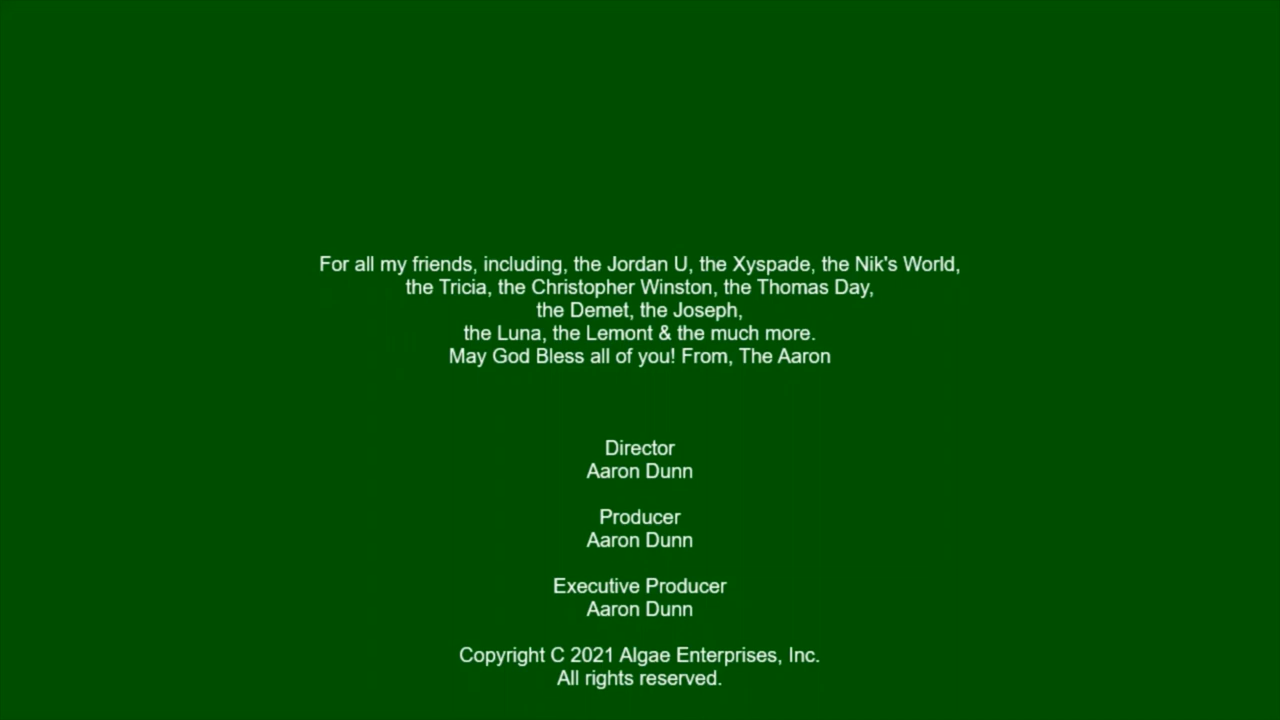 For all my friends, including, the Jordan U, the Xyspade, the Nik's World,
the Tricia, the Christopher Winston, the Thomas Day,
the Demet, the Joseph,
the Luna, the Lemont & the much more.
May God Bless all of you! From, The Aaron
Director
Aaron Dunn
Producer
Aaron Dunn
Executive Producer
Aaron Dunn
Copyright C 2021 Algae Enterprises, Inc.
All rights reserved.